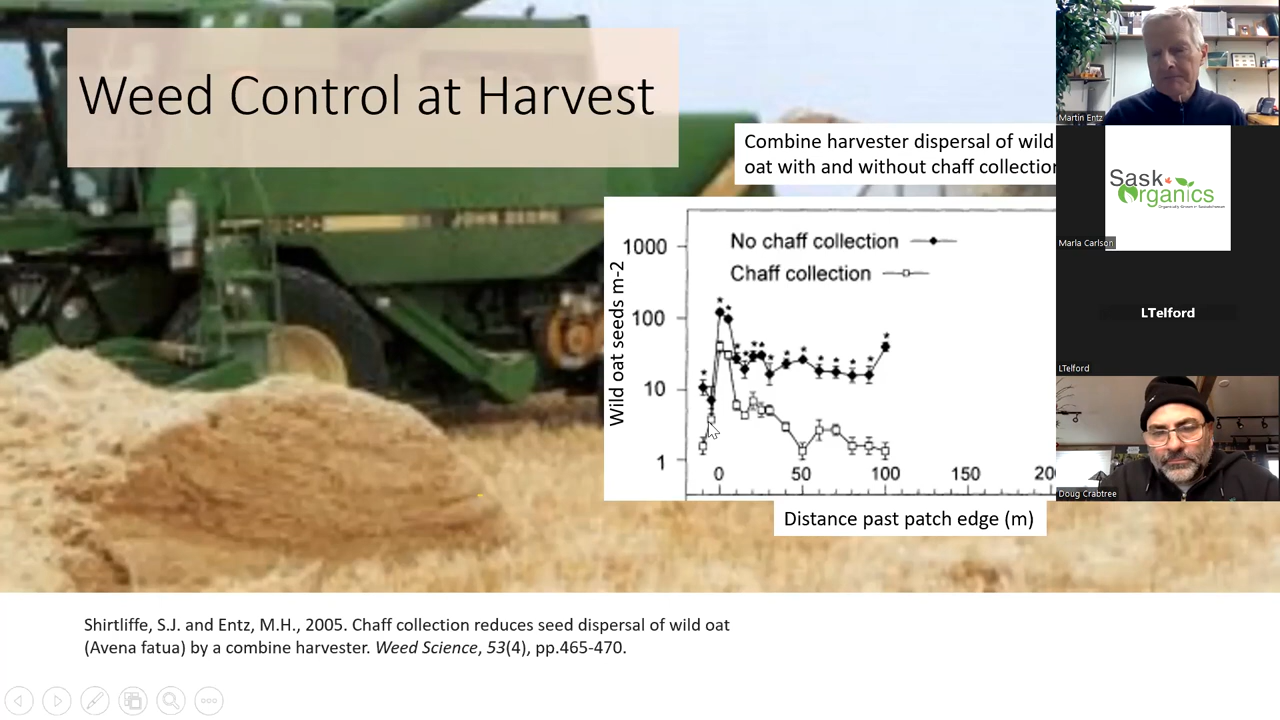 Weed Control at Harvest
Combine harvester dispersal of wild
oat with and without chaff collection
No chaff collection
Chaff collection
Wild oat seeds m-2
1000
100
10
1
0
50
100
150
20
Distance past patch edge (m)
Shirtliffe, S.J. and Entz, M.H., 2005. Chaff collection reduces seed dispersal of wild oat
(Avena fatua) by a combine harvester. Weed Science, 53(4), pp.465-470.
Martin Entz
Sask
Organics
Marla Carlson
LTelford
LTelford
Doug Crabtree